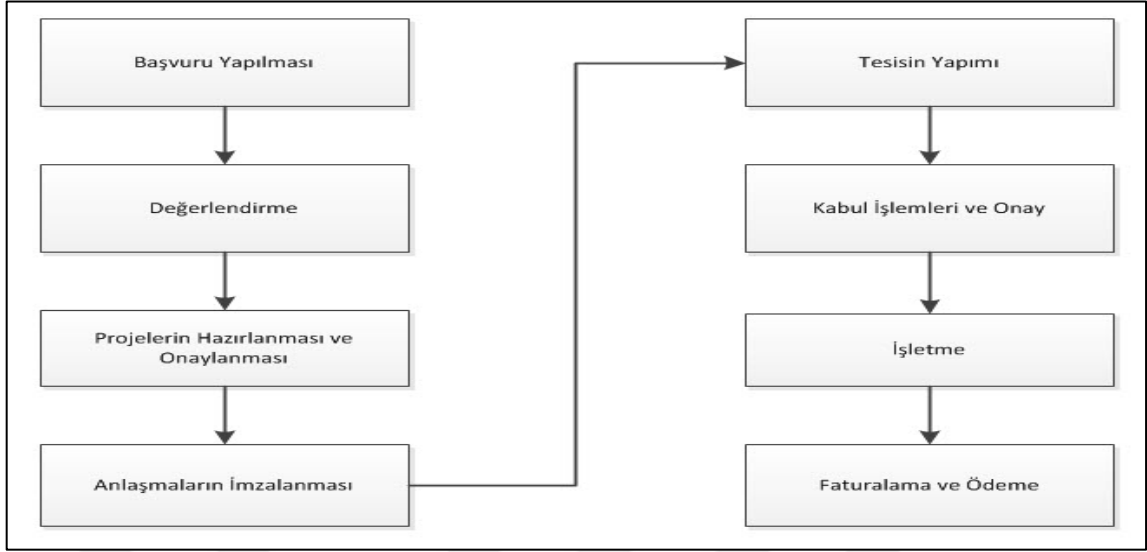 Başvuru Yapılması
Değerlendirme
Projelerin Hazırlanması ve
Onaylanması
Anlaşmaların İmzalanması
Tesisin Yapımı
Kabul İşlemleri ve Onay
İşletme
Faturalama ve Ödeme